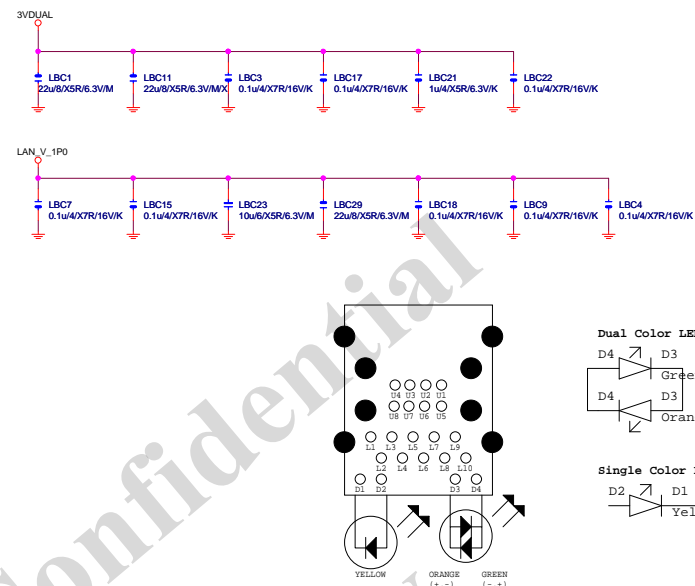 3VDUAL
LBC1
22u/8/X5R/6.3V/M
LBC11
22u/8/X5R/6.3V/M/X
LBC3
0.1u/4/X7R/16V/K
LBC17
0.1u/4/X7R/16V/K
LBC21
1u/4/X5R/6.3V/K
LBC22
0.1u/4/X7R/16V/K
LAN_V_1P0
LBC7
0.1u/4/X7R/16V/K
LBC15
0.1u/4/X7R/16V/K
LBC23
10u/6/X5R/6.3V/M
LBC29
22u/8/X5R/6.3V/M
LBC18
0.1u/4/X7R/16V/K
LBC9
0.1u/4/X7R/16V/K
LBC4
0.1u/4/X7R/16V/K
Confidential
U4 U3 U2 U1
U8 U7 U6 U5
L1 L3 L5 L7 L9
L2 L4 L6 L8 L10
D1 D2 D3 D4
YELLOW
ORANGE GREEN
(+ -) (- +)
Dual Color LE
D4 D3
Gree
D4 D3
Oran
Single Color
D2 D1
Yel